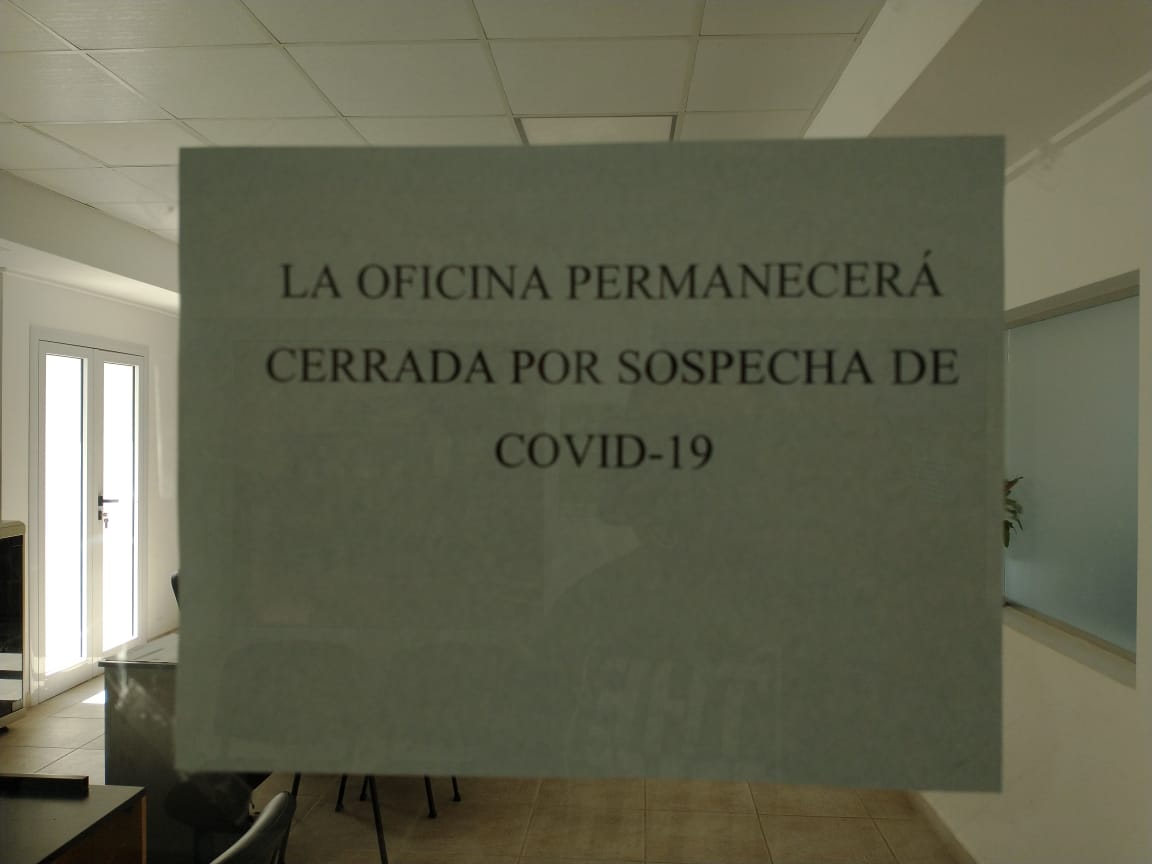 LA OFICINA PERMANECERÁ
CERRADA POR SOSPECHA DE
COVID-19